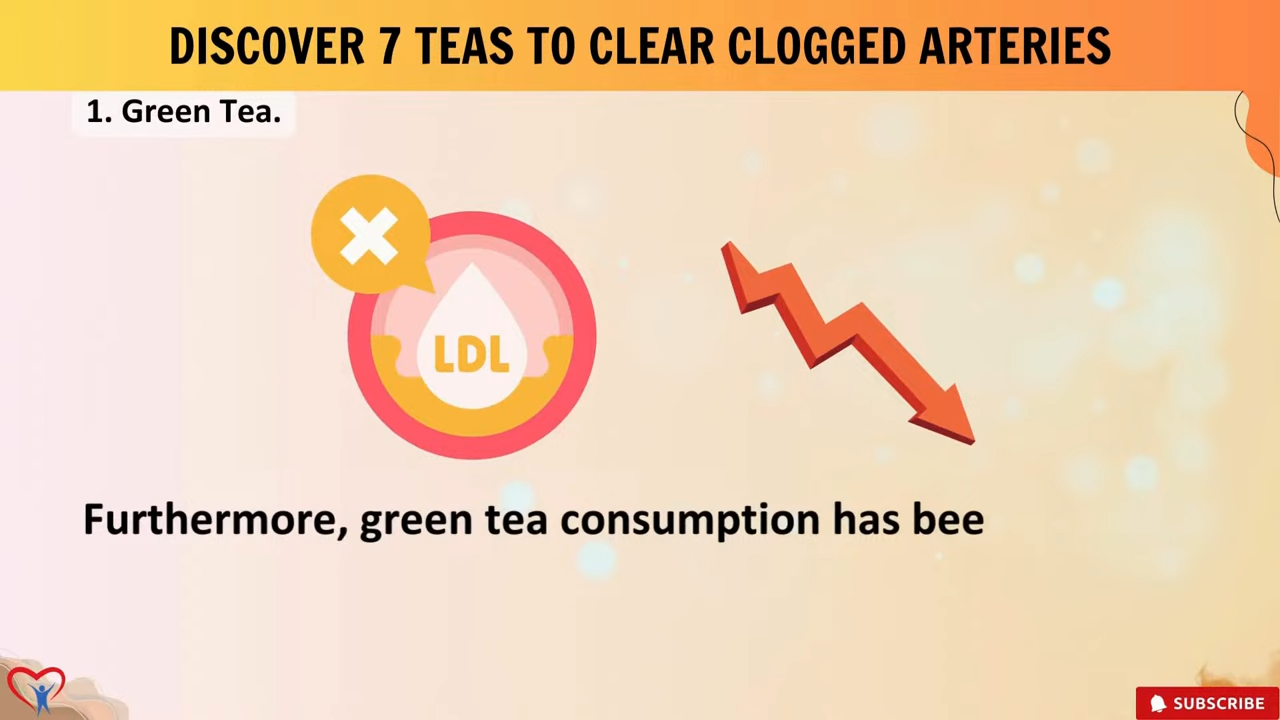 DISCOVER 7 TEAS TO CLEAR CLOGGED ARTERIES
1. Green Tea.
LDL
Furthermore, green tea consumption has bee
SUBSCRIBE